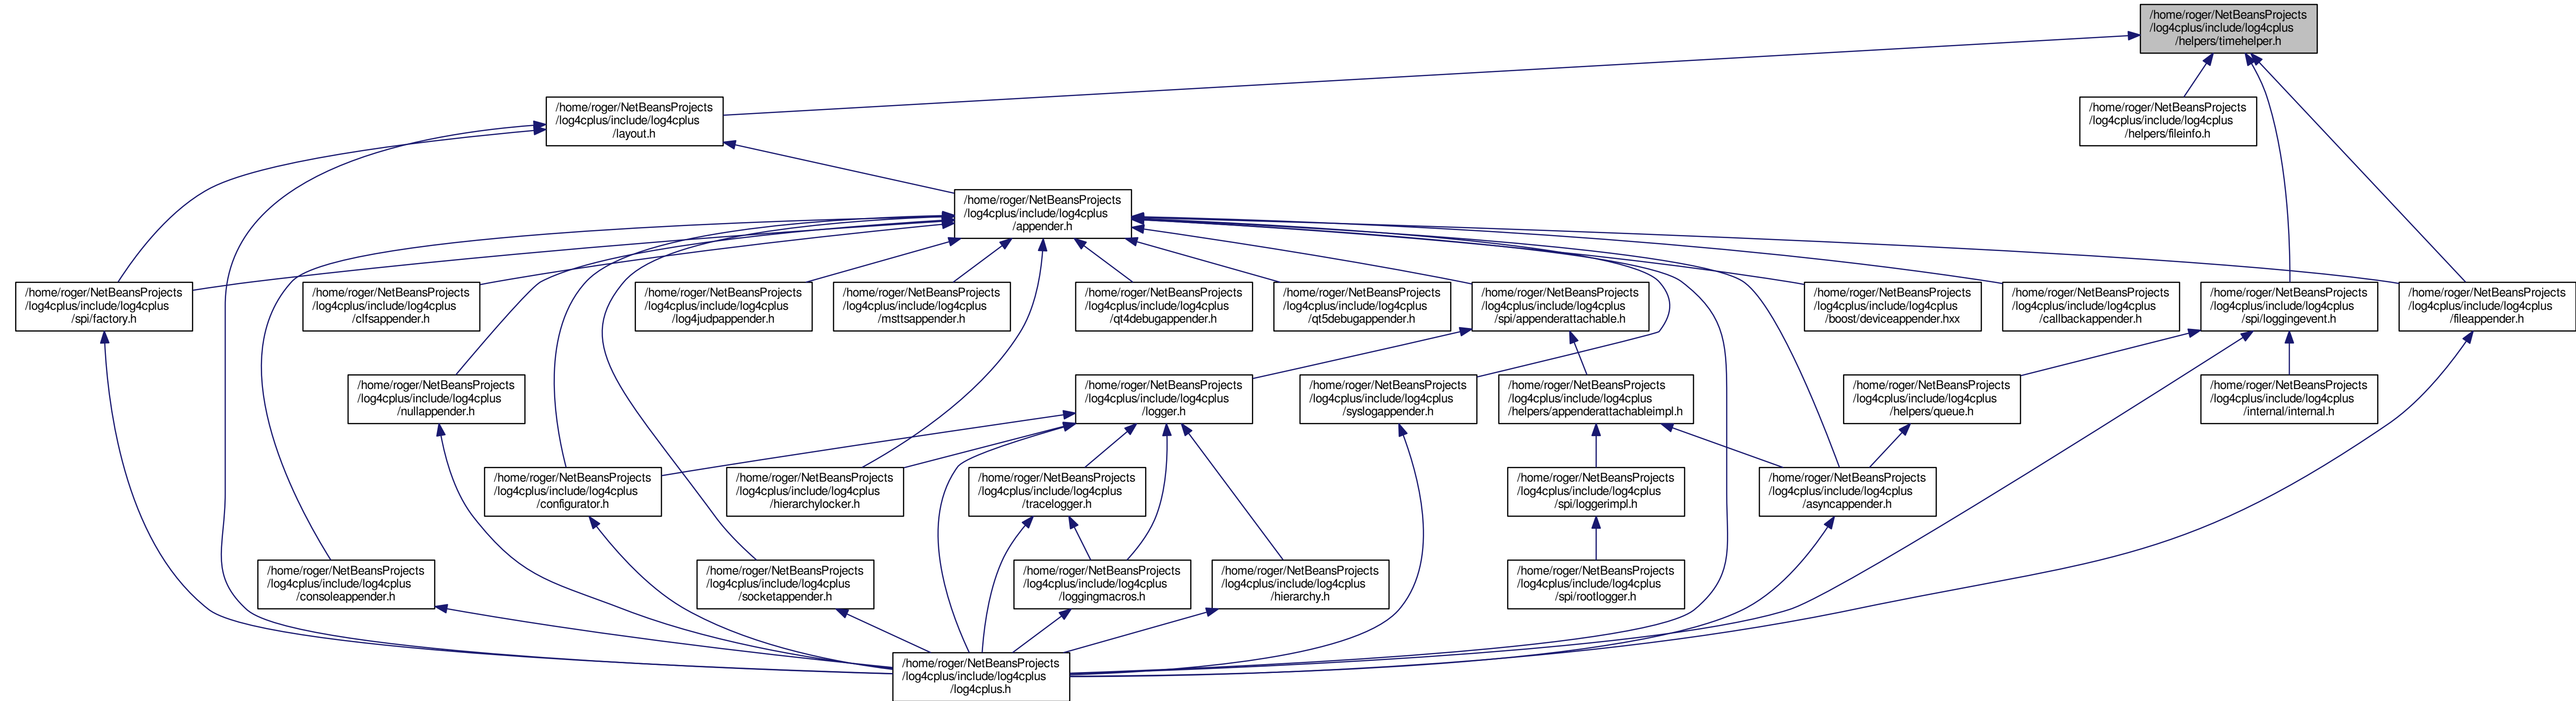 /home/roger/NetBeansProjects
/log4cplus/include/log4cplus
/helpers/timehelper.h
/home/roger/NetBeansProjects
/log4cplus/include/log4cplus
/layout.h
/home/roger/NetBeansProjects
/log4cplus/include/log4cplus
/helpers/fileinfo.h
/home/roger/NetBeansProjects
/log4cplus/include/log4cplus
/appender.h
/home/roger/NetBeansProjects
/log4cplus/include/log4cplus
/spi/factory.h
/home/roger/NetBeansProjects
/log4cplus/include/log4cplus
/clfsappender.h
/home/roger/NetBeansProjects
/log4cplus/include/log4cplus
/log4judpappender.h
/home/roger/NetBeansProjects
/log4cplus/include/log4cplus
/msttsappender.h
/home/roger/NetBeansProjects
/log4cplus/include/log4cplus
/qt4debugappender.h
/home/roger/NetBeansProjects
/log4cplus/include/log4cplus
/qt5debugappender.h
/home/roger/NetBeansProjects
/log4cplus/include/log4cplus
/spi/appenderattachable.h
/home/roger/NetBeansProjects
/log4cplus/include/log4cplus
/boost/deviceappender.hxx
/home/roger/NetBeansProjects
/log4cplus/include/log4cplus
/callbackappender.h
/home/roger/NetBeansProjects
/log4cplus/include/log4cplus
/spi/loggingevent.h
/home/roger/NetBeansProjects
/log4cplus/include/log4cplus
/fileappender.h
/home/roger/NetBeansProjects
/log4cplus/include/log4cplus
/nullappender.h
/home/roger/NetBeansProjects
/log4cplus/include/log4cplus
/logger.h
/home/roger/NetBeansProjects
/log4cplus/include/log4cplus
/syslogappender.h
/home/roger/NetBeansProjects
/log4cplus/include/log4cplus
/helpers/appenderattachableimpl.h
/home/roger/NetBeansProjects
/log4cplus/include/log4cplus
/helpers/queue.h
/home/roger/NetBeansProjects
/log4cplus/include/log4cplus
/internal/internal.h
/home/roger/NetBeansProjects
/log4cplus/include/log4cplus
/configurator.h
/home/roger/NetBeansProjects
/log4cplus/include/log4cplus
/hierarchylocker.h
/home/roger/NetBeansProjects
/log4cplus/include/log4cplus
/tracelogger.h
/home/roger/NetBeansProjects
/log4cplus/include/log4cplus
/spi/loggerimpl.h
/home/roger/NetBeansProjects
/log4cplus/include/log4cplus
/asyncappender.h
/home/roger/NetBeansProjects
/log4cplus/include/log4cplus
/consoleappender.h
/home/roger/NetBeansProjects
/log4cplus/include/log4cplus
/socketappender.h
/home/roger/NetBeansProjects
/log4cplus/include/log4cplus
/loggingmacros.h
/home/roger/NetBeansProjects
/log4cplus/include/log4cplus
/hierarchy.h
/home/roger/NetBeansProjects
/log4cplus/include/log4cplus
/spi/rootlogger.h
/home/roger/NetBeansProjects
/log4cplus/include/log4cplus
/log4cplus.h